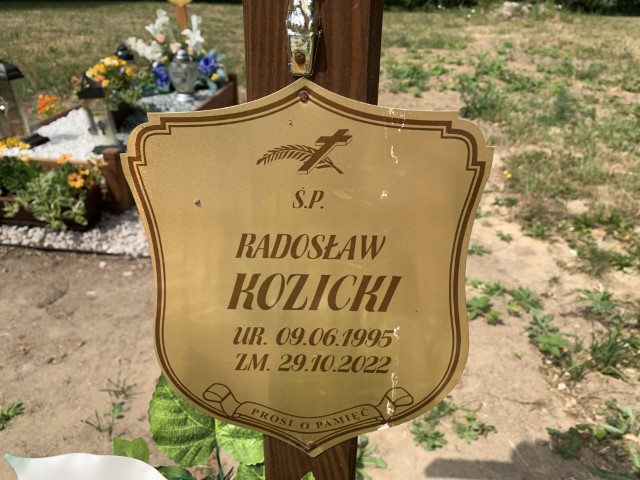 Ś.P.
RADOSŁAW
KOZICKI
UR. 09.06.1995
ZM. 29.10.2022
PROSI O PAMIĘĆ